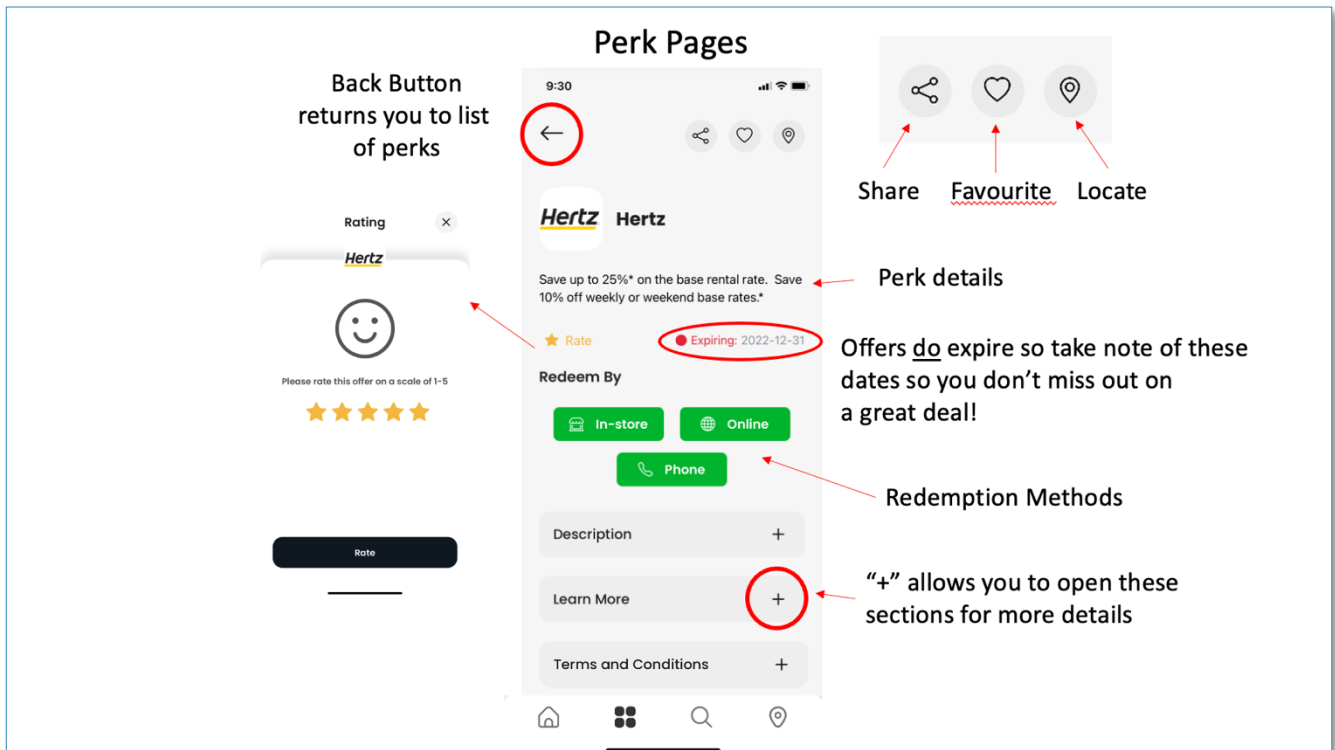 Perk Pages
Back Button
returns you to list
of perks
Rating
Hertz
Please rate this offer on a scale of 1-5
Rate
9:30
Hertz
Hertz
Save up to 25%* on the base rental rate. Save
10% off weekly or weekend base rates.*
Rate
Expiring: 2022-12-31
Redeem By
In-store
Online
Phone
Description
Learn More
Terms and Conditions
Share
Favourite
Locate
Perk details
Offers do expire so take note of these
dates so you don’t miss out on
a great deal!
Redemption Methods
“+” allows you to open these
sections for more details